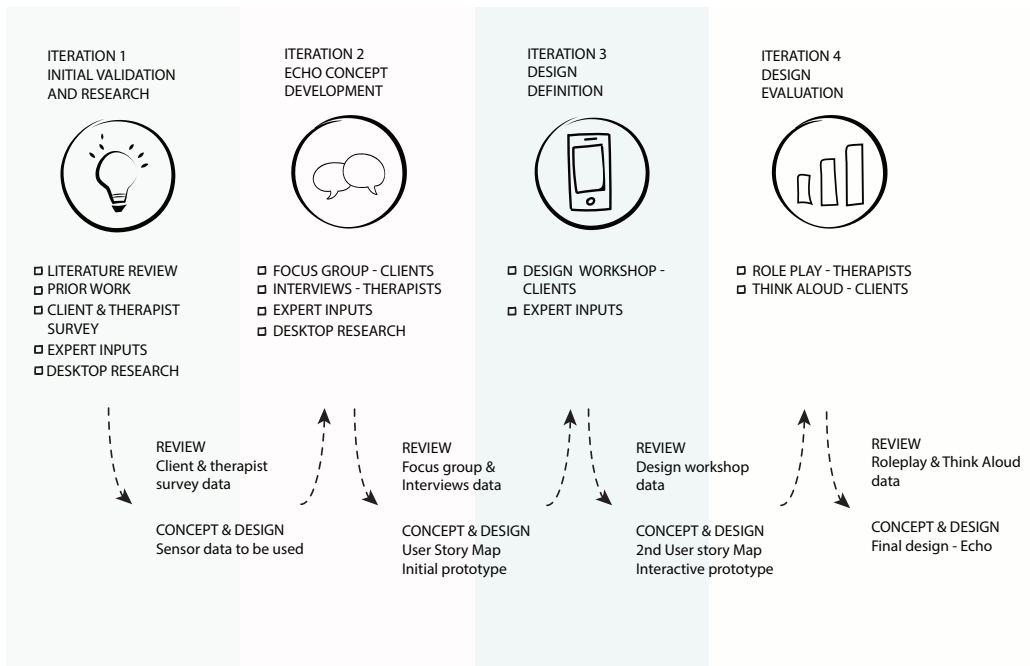 ITERATION 1
INITIAL VALIDATION
AND RESEARCH
LITERATURE REVIEW
PRIOR WORK
CLIENT & THERAPIST
SURVEY
EXPERT INPUTS
DESKTOP RESEARCH
REVIEW
Client & therapist
survey data
CONCEPT & DESIGN
Sensor data to be used
ITERATION 2
ECHO CONCEPT
DEVELOPMENT
FOCUS GROUP - CLIENTS
INTERVIEWS - THERAPISTS
EXPERT INPUTS
DESKTOP RESEARCH
REVIEW
Focus group &
Interviews data
CONCEPT & DESIGN
User Story Map
Initial prototype
ITERATION 3
DESIGN
DEFINITION
DESIGN WORKSHOP -
CLIENTS
EXPERT INPUTS
REVIEW
Design workshop
data
CONCEPT & DESIGN
2nd User story Map
Interactive prototype
ITERATION 4
DESIGN
EVALUATION
ROLE PLAY - THERAPISTS
THINK ALOUD - CLIENTS
REVIEW
Roleplay & Think Aloud
data
CONCEPT & DESIGN
Final design - Echo